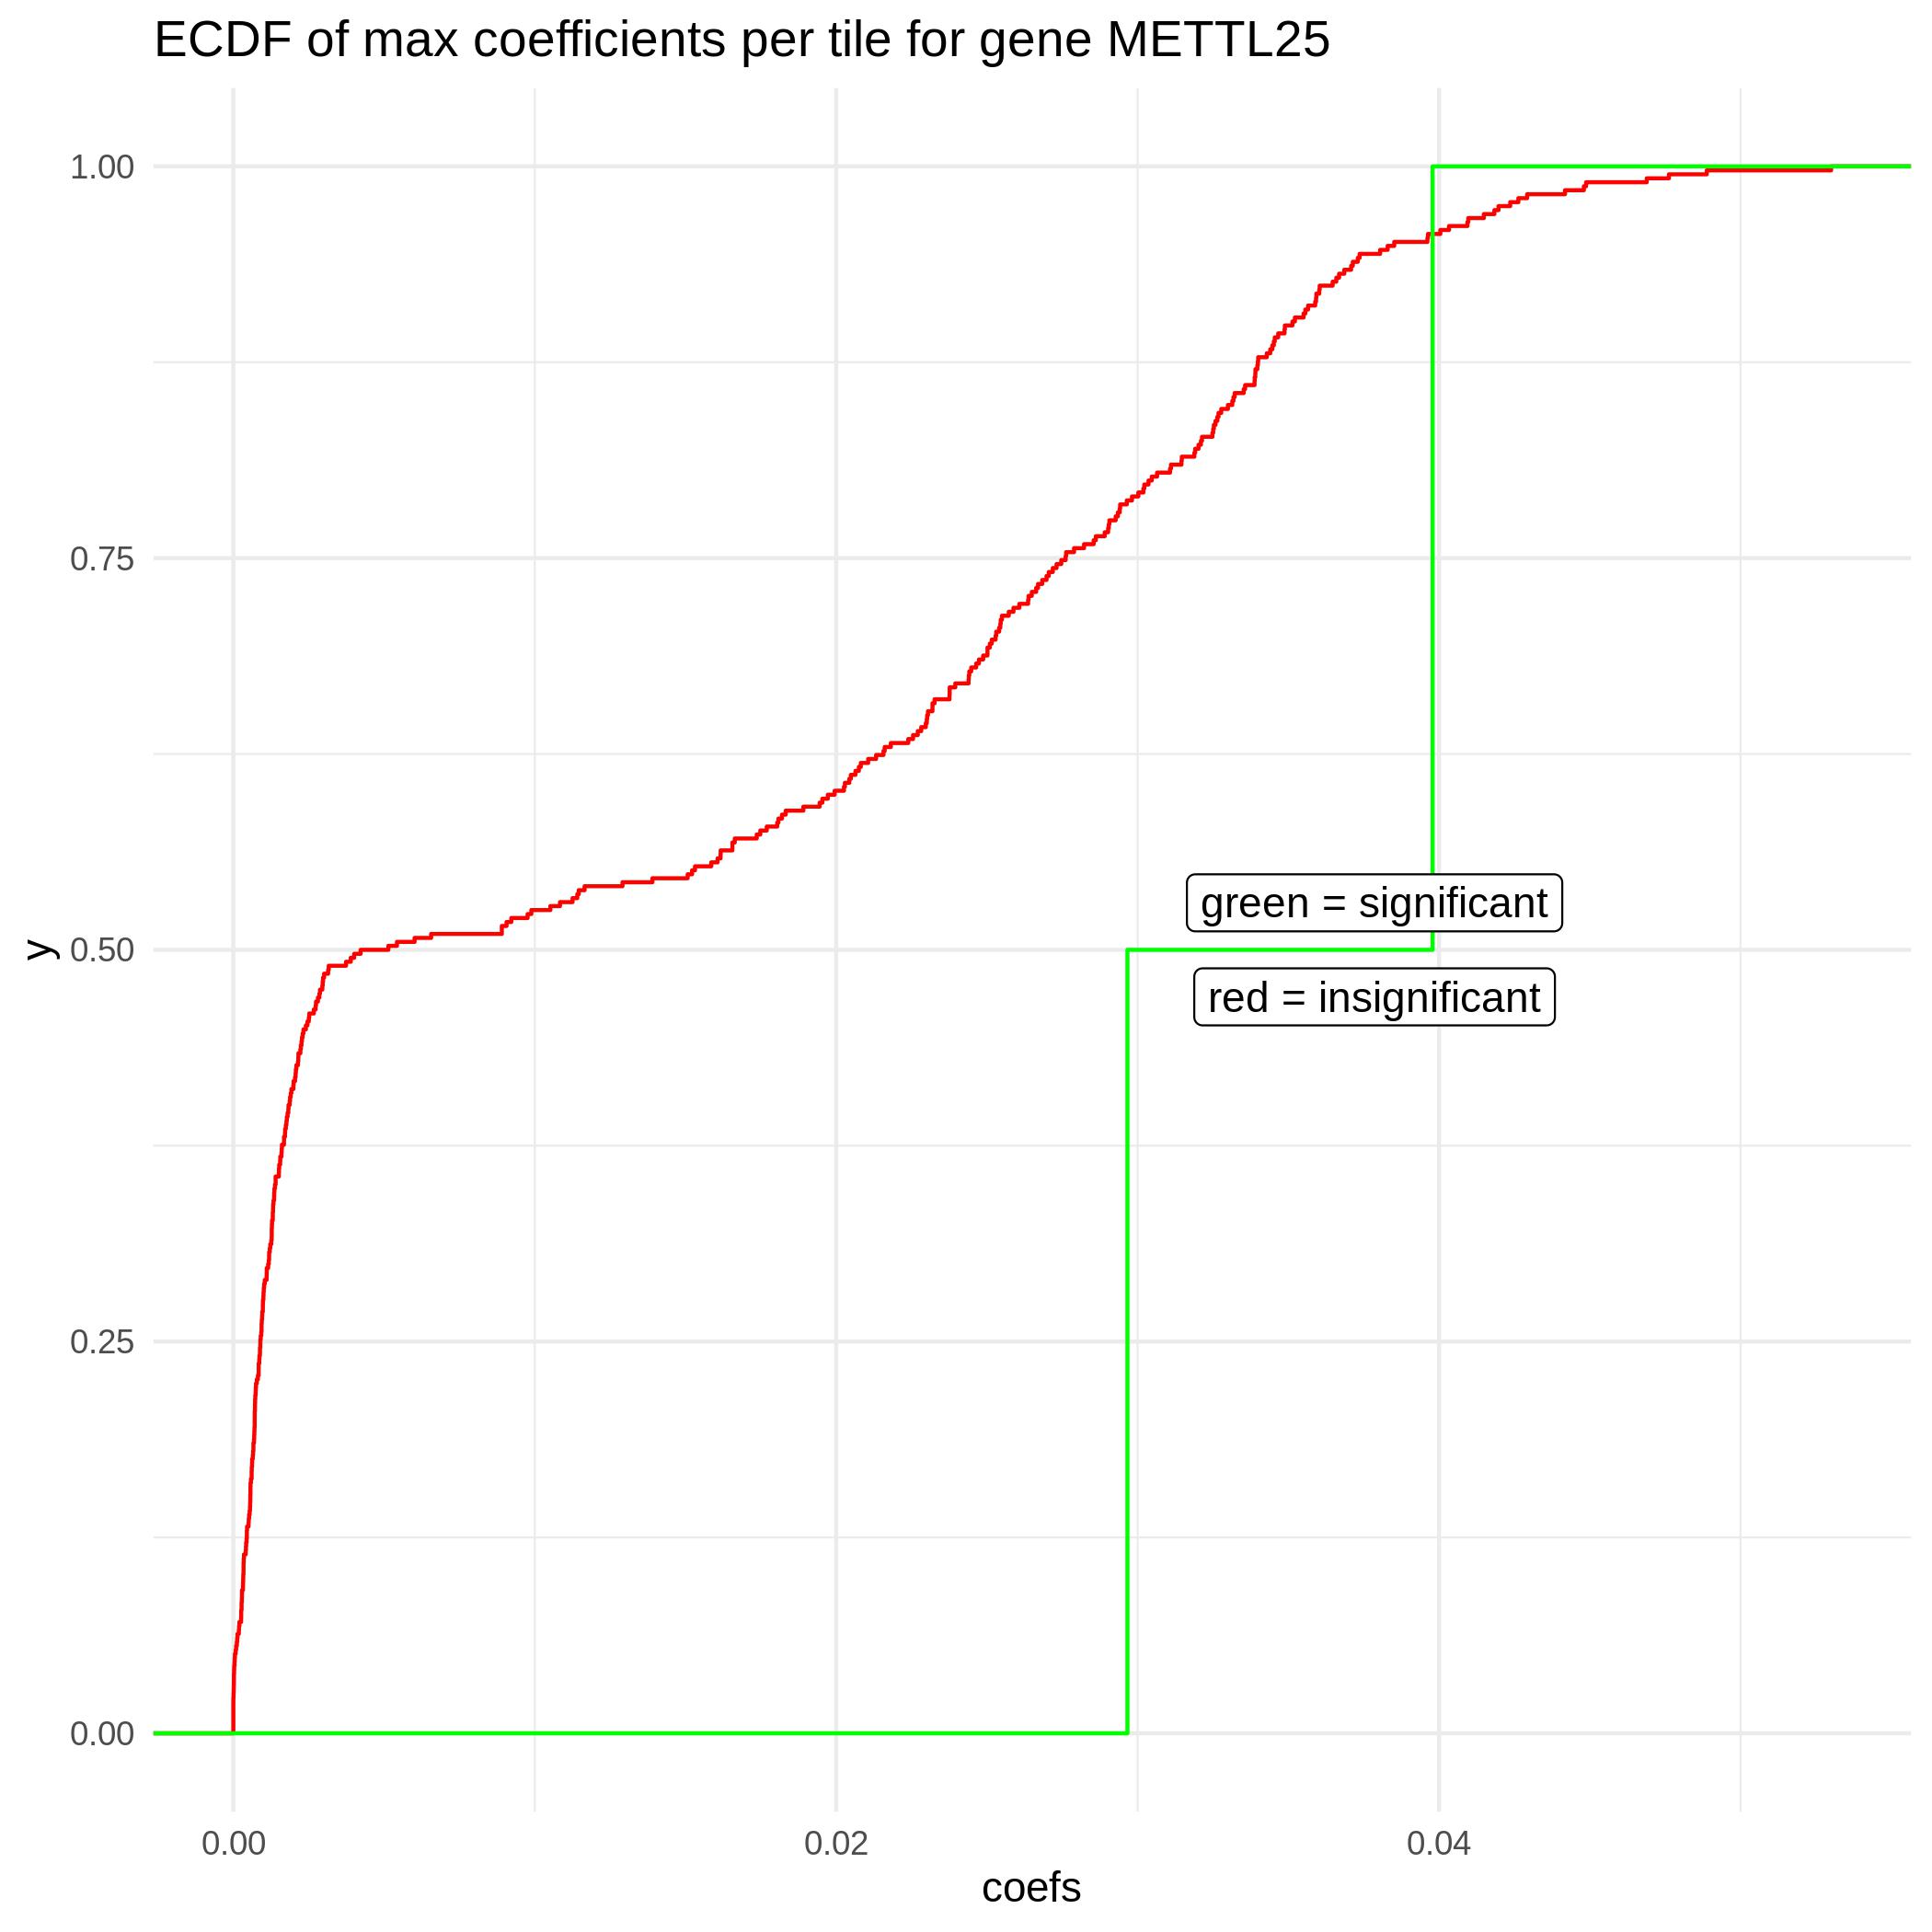 ECDF of max coefficients per tile for gene METTL25
1.00
0.75
0.50
0.25
0.00
y
green = significant
red = insignificant
0.00 0.02 0.04
coefs